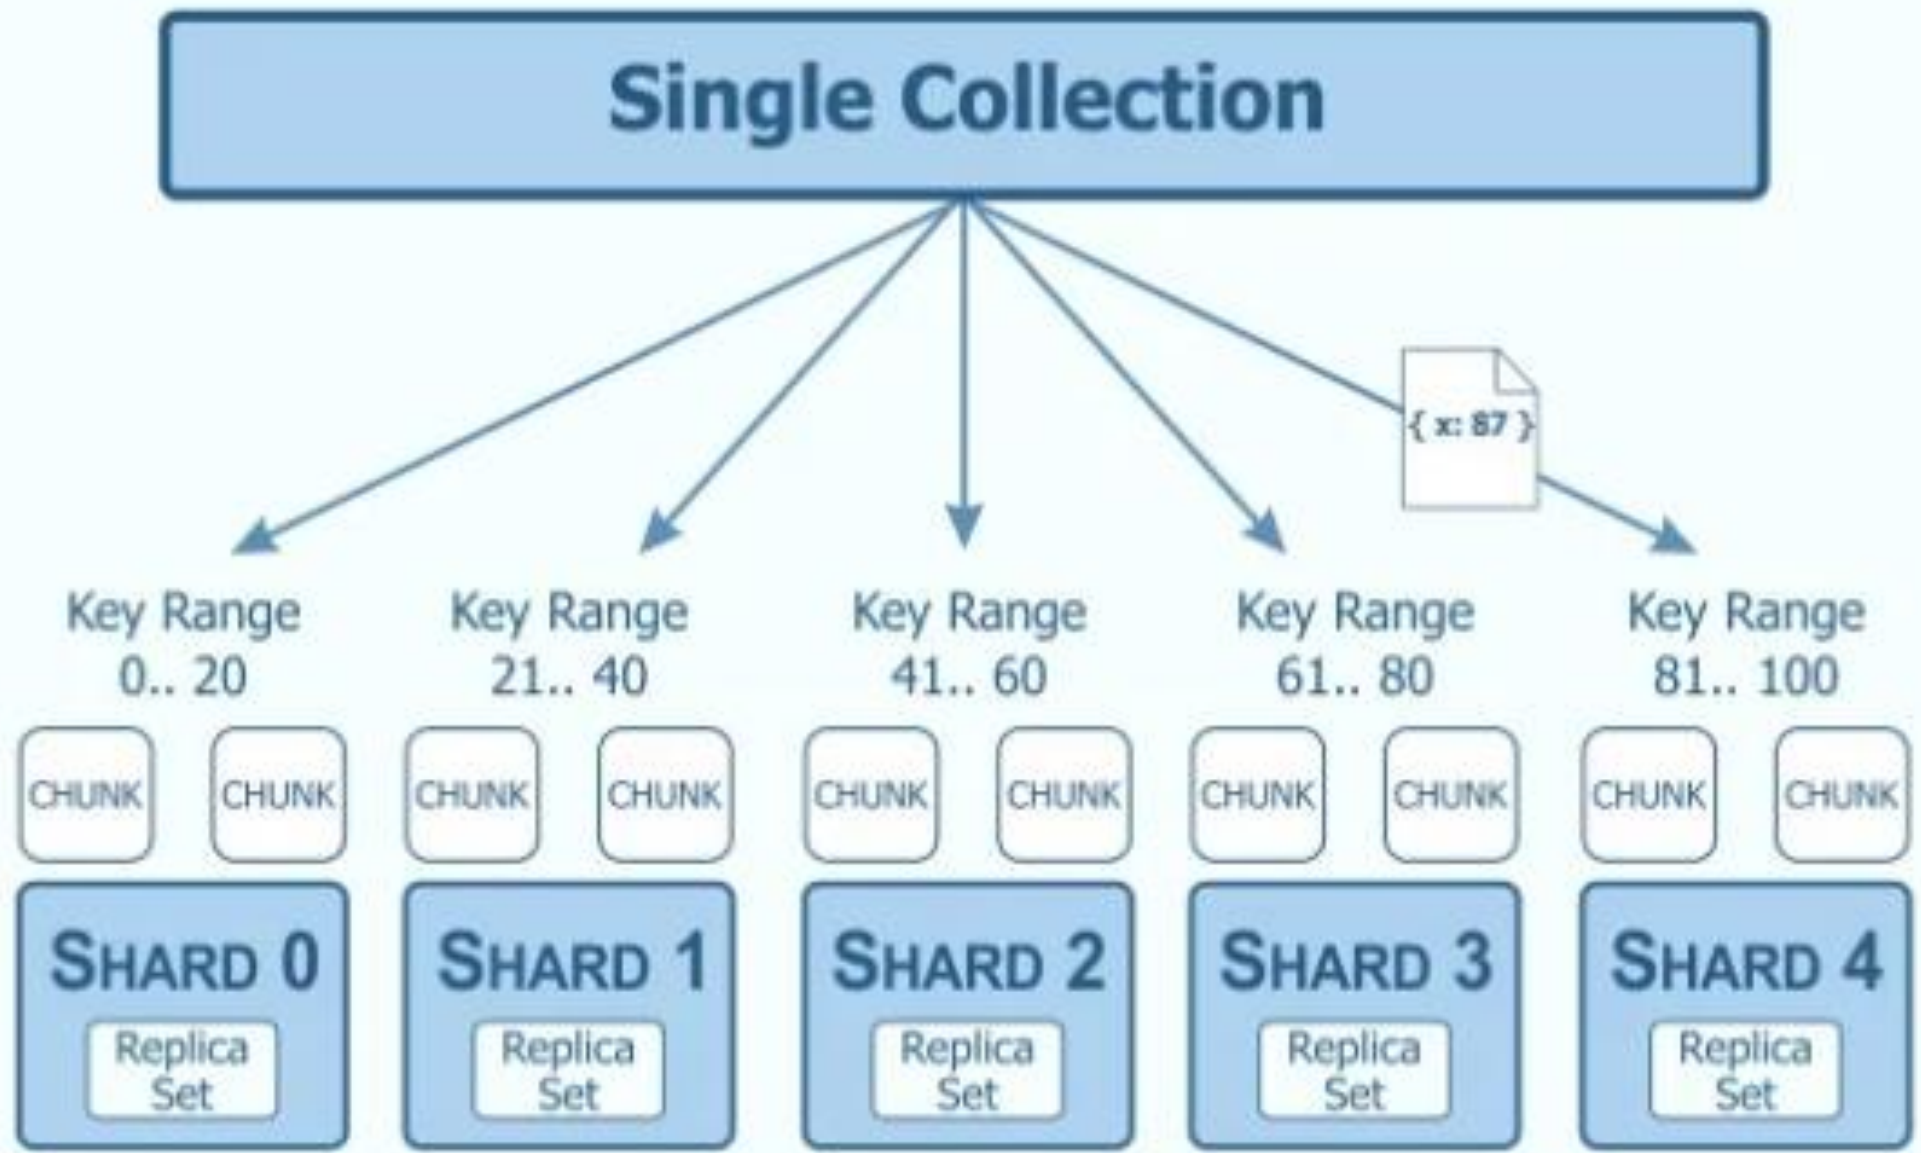 Single Collection
{ x: 87 }
Key Range
0.. 20
Key Range
21.. 40
Key Range
41.. 60
Key Range
61.. 80
Key Range
81.. 100
CHUNK
CHUNK
CHUNK
CHUNK
CHUNK
CHUNK
CHUNK
CHUNK
CHUNK
CHUNK
SHARD 0
Replica
Set
SHARD 1
Replica
Set
SHARD 2
Replica
Set
SHARD 3
Replica
Set
SHARD 4
Replica
Set